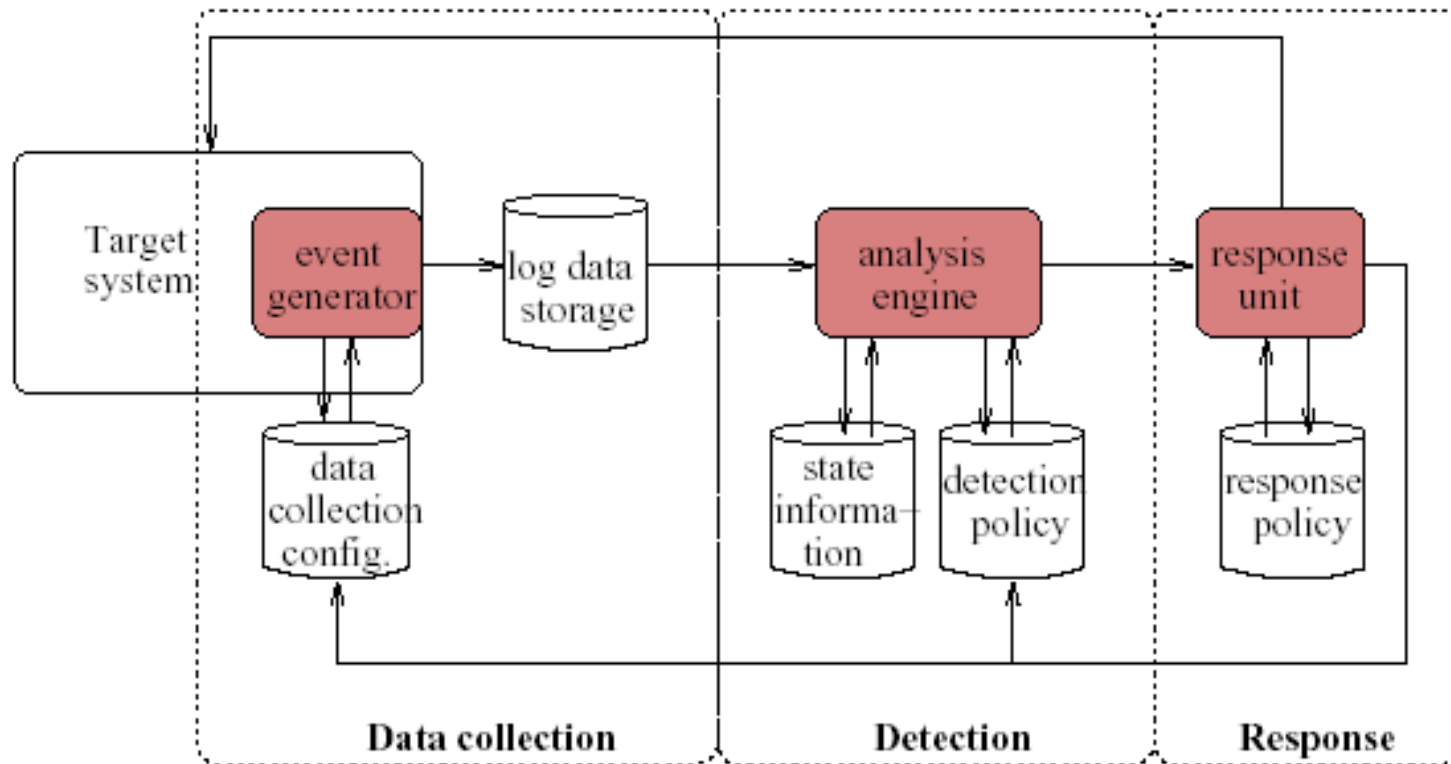 Target
system
event
generator
log data
storage
analysis
engine
response
unit
data
collection
config.
state
informa-
tion
detection
policy
response
policy
Data collection
Detection
Response